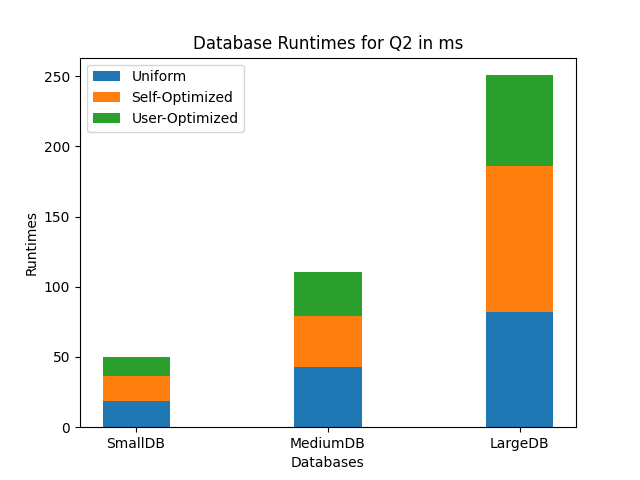 Database Runtimes for Q2 in ms
Uniform
Self-Optimized
User-Optimized
250
200
150
100
50
0
Runtimes
SmallDB
MediumDB
LargeDB
Databases